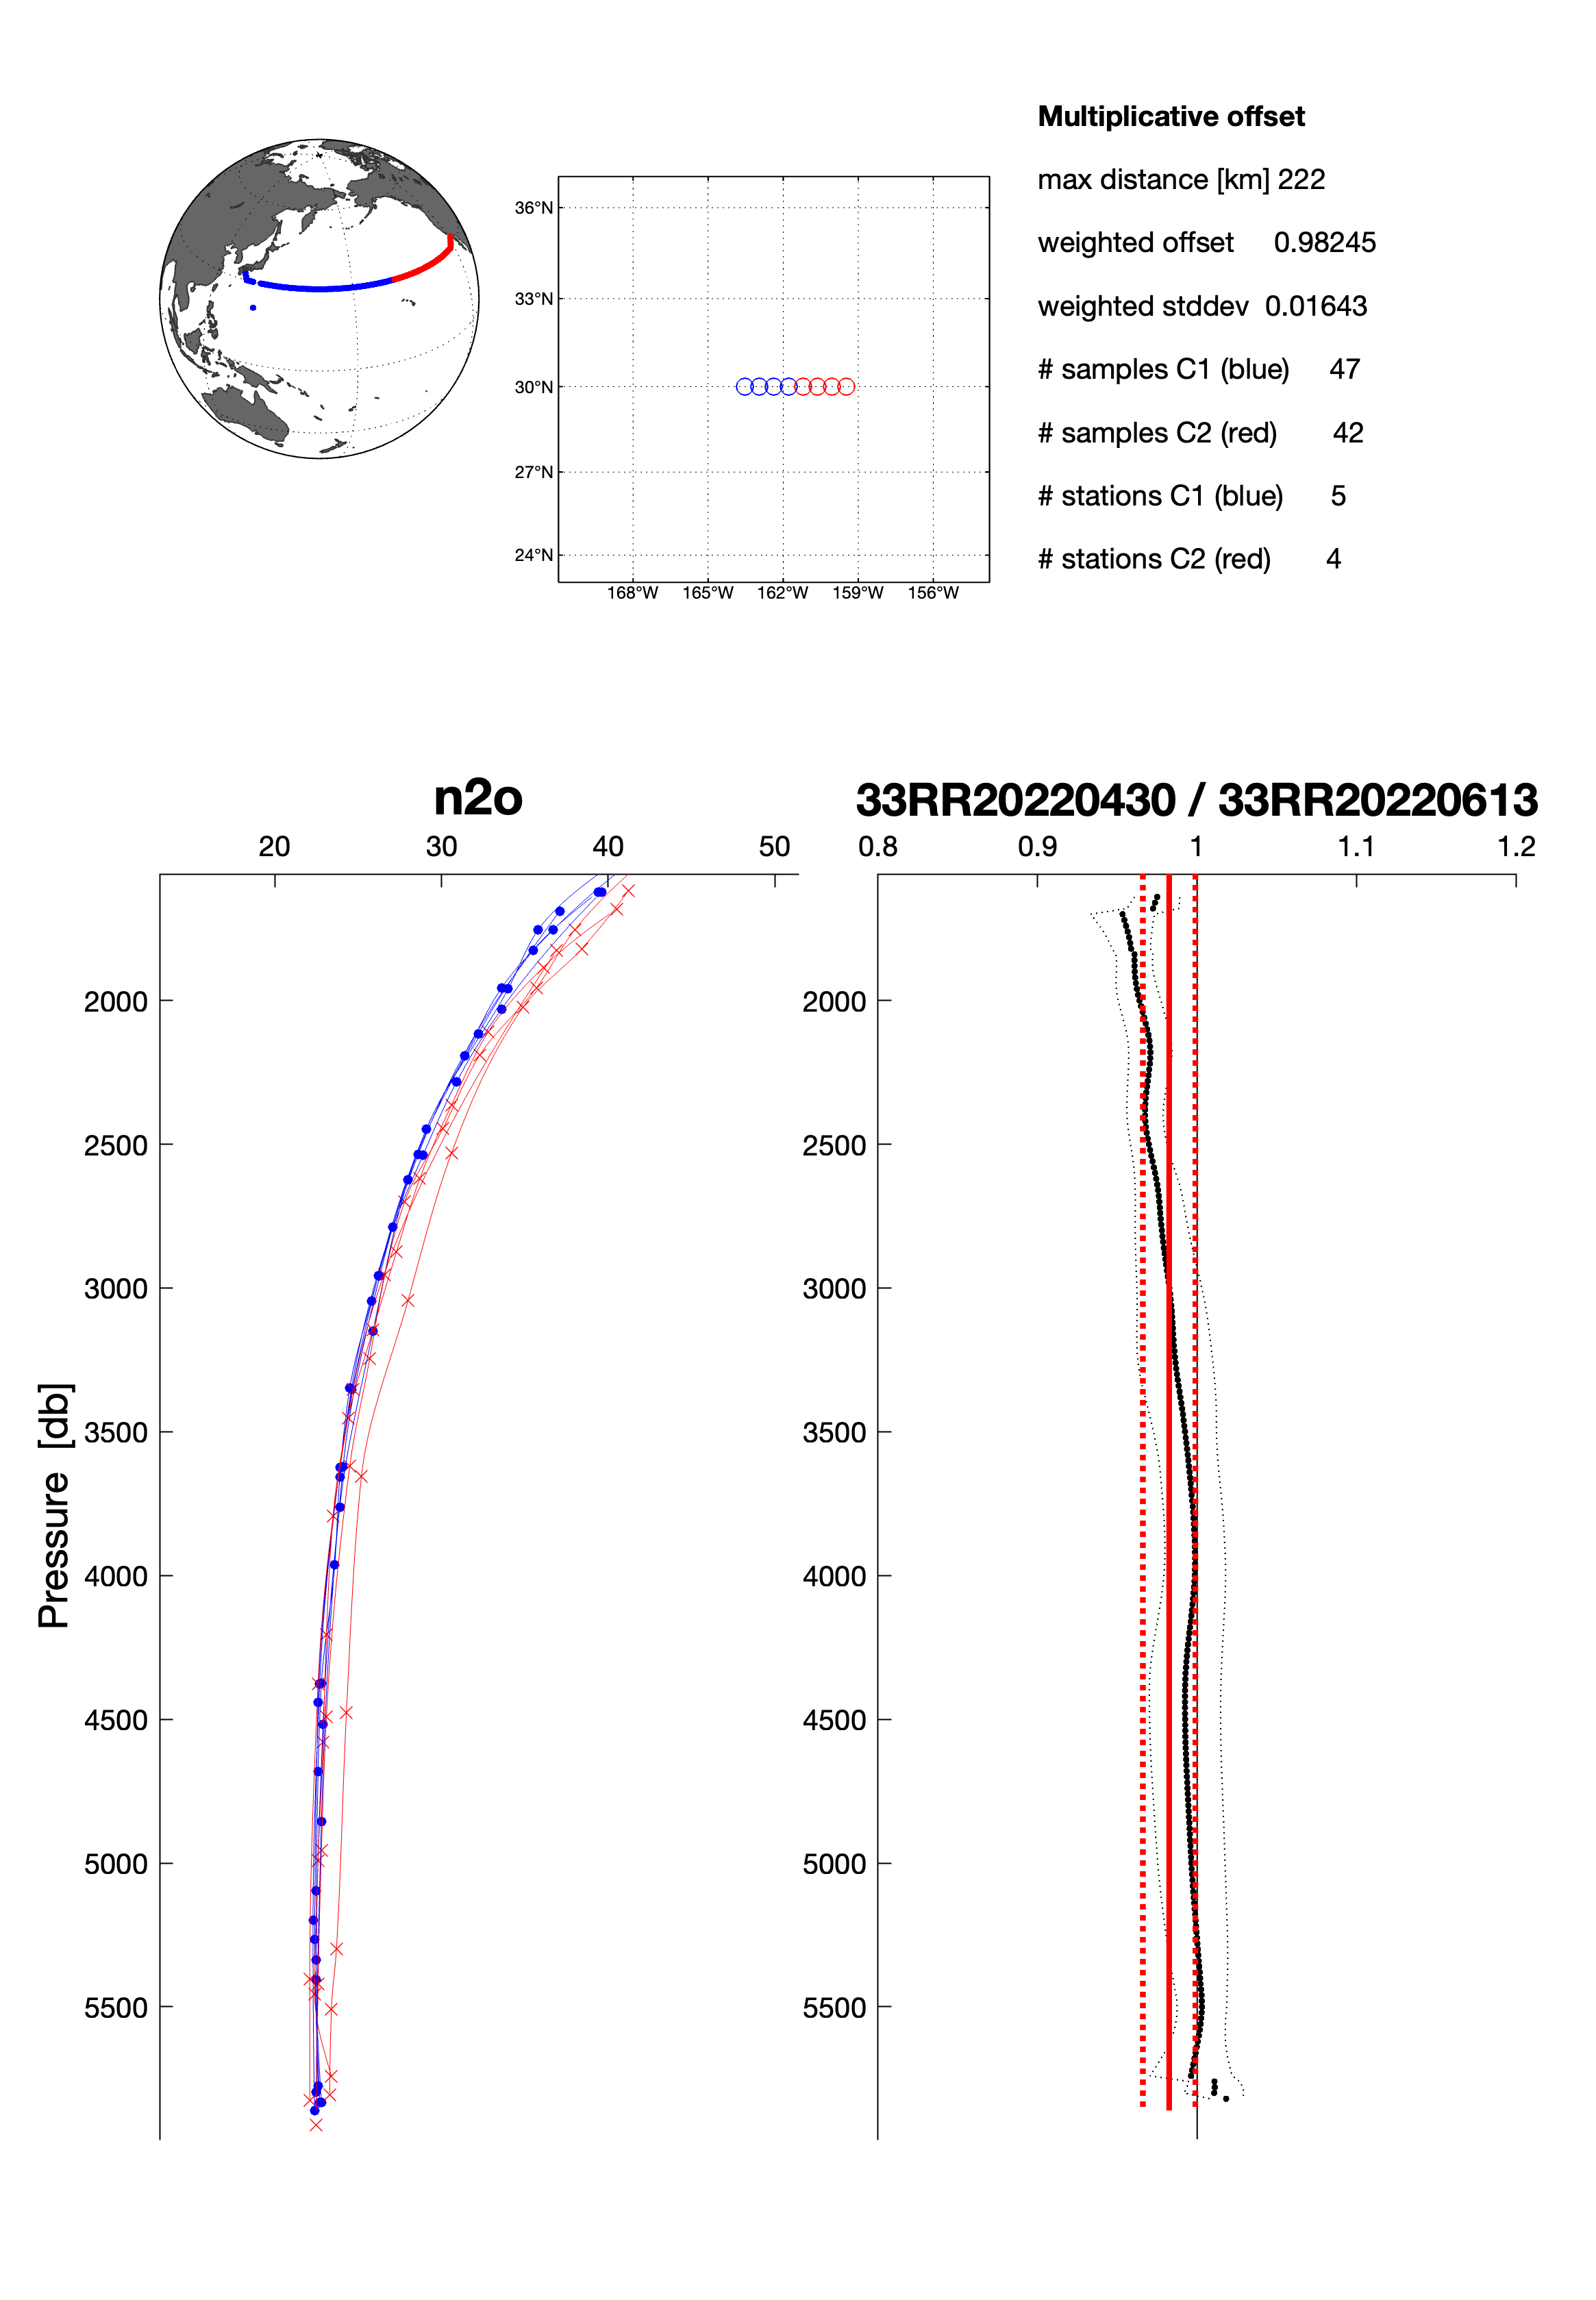 Multiplicative offset
max distance [km] 222
weighted offset 0.98245
weighted stddev 0.01643
# samples C1 (blue) 47
# samples C2 (red) 42
# stations C1 (blue) 5
# stations C2 (red) 4
36°N
33°N
30°N
27°N
24°N
168°W 165°W 162°W 159°W 156°W
n2o
20 30 40 50
Pressure [db]
2000
2500
3000
3500
4000
4500
5000
5500
33RR20220430 / 33RR20220613
0.8 0.9 1 1.1 1.2
2000
2500
3000
3500
4000
4500
5000
5500